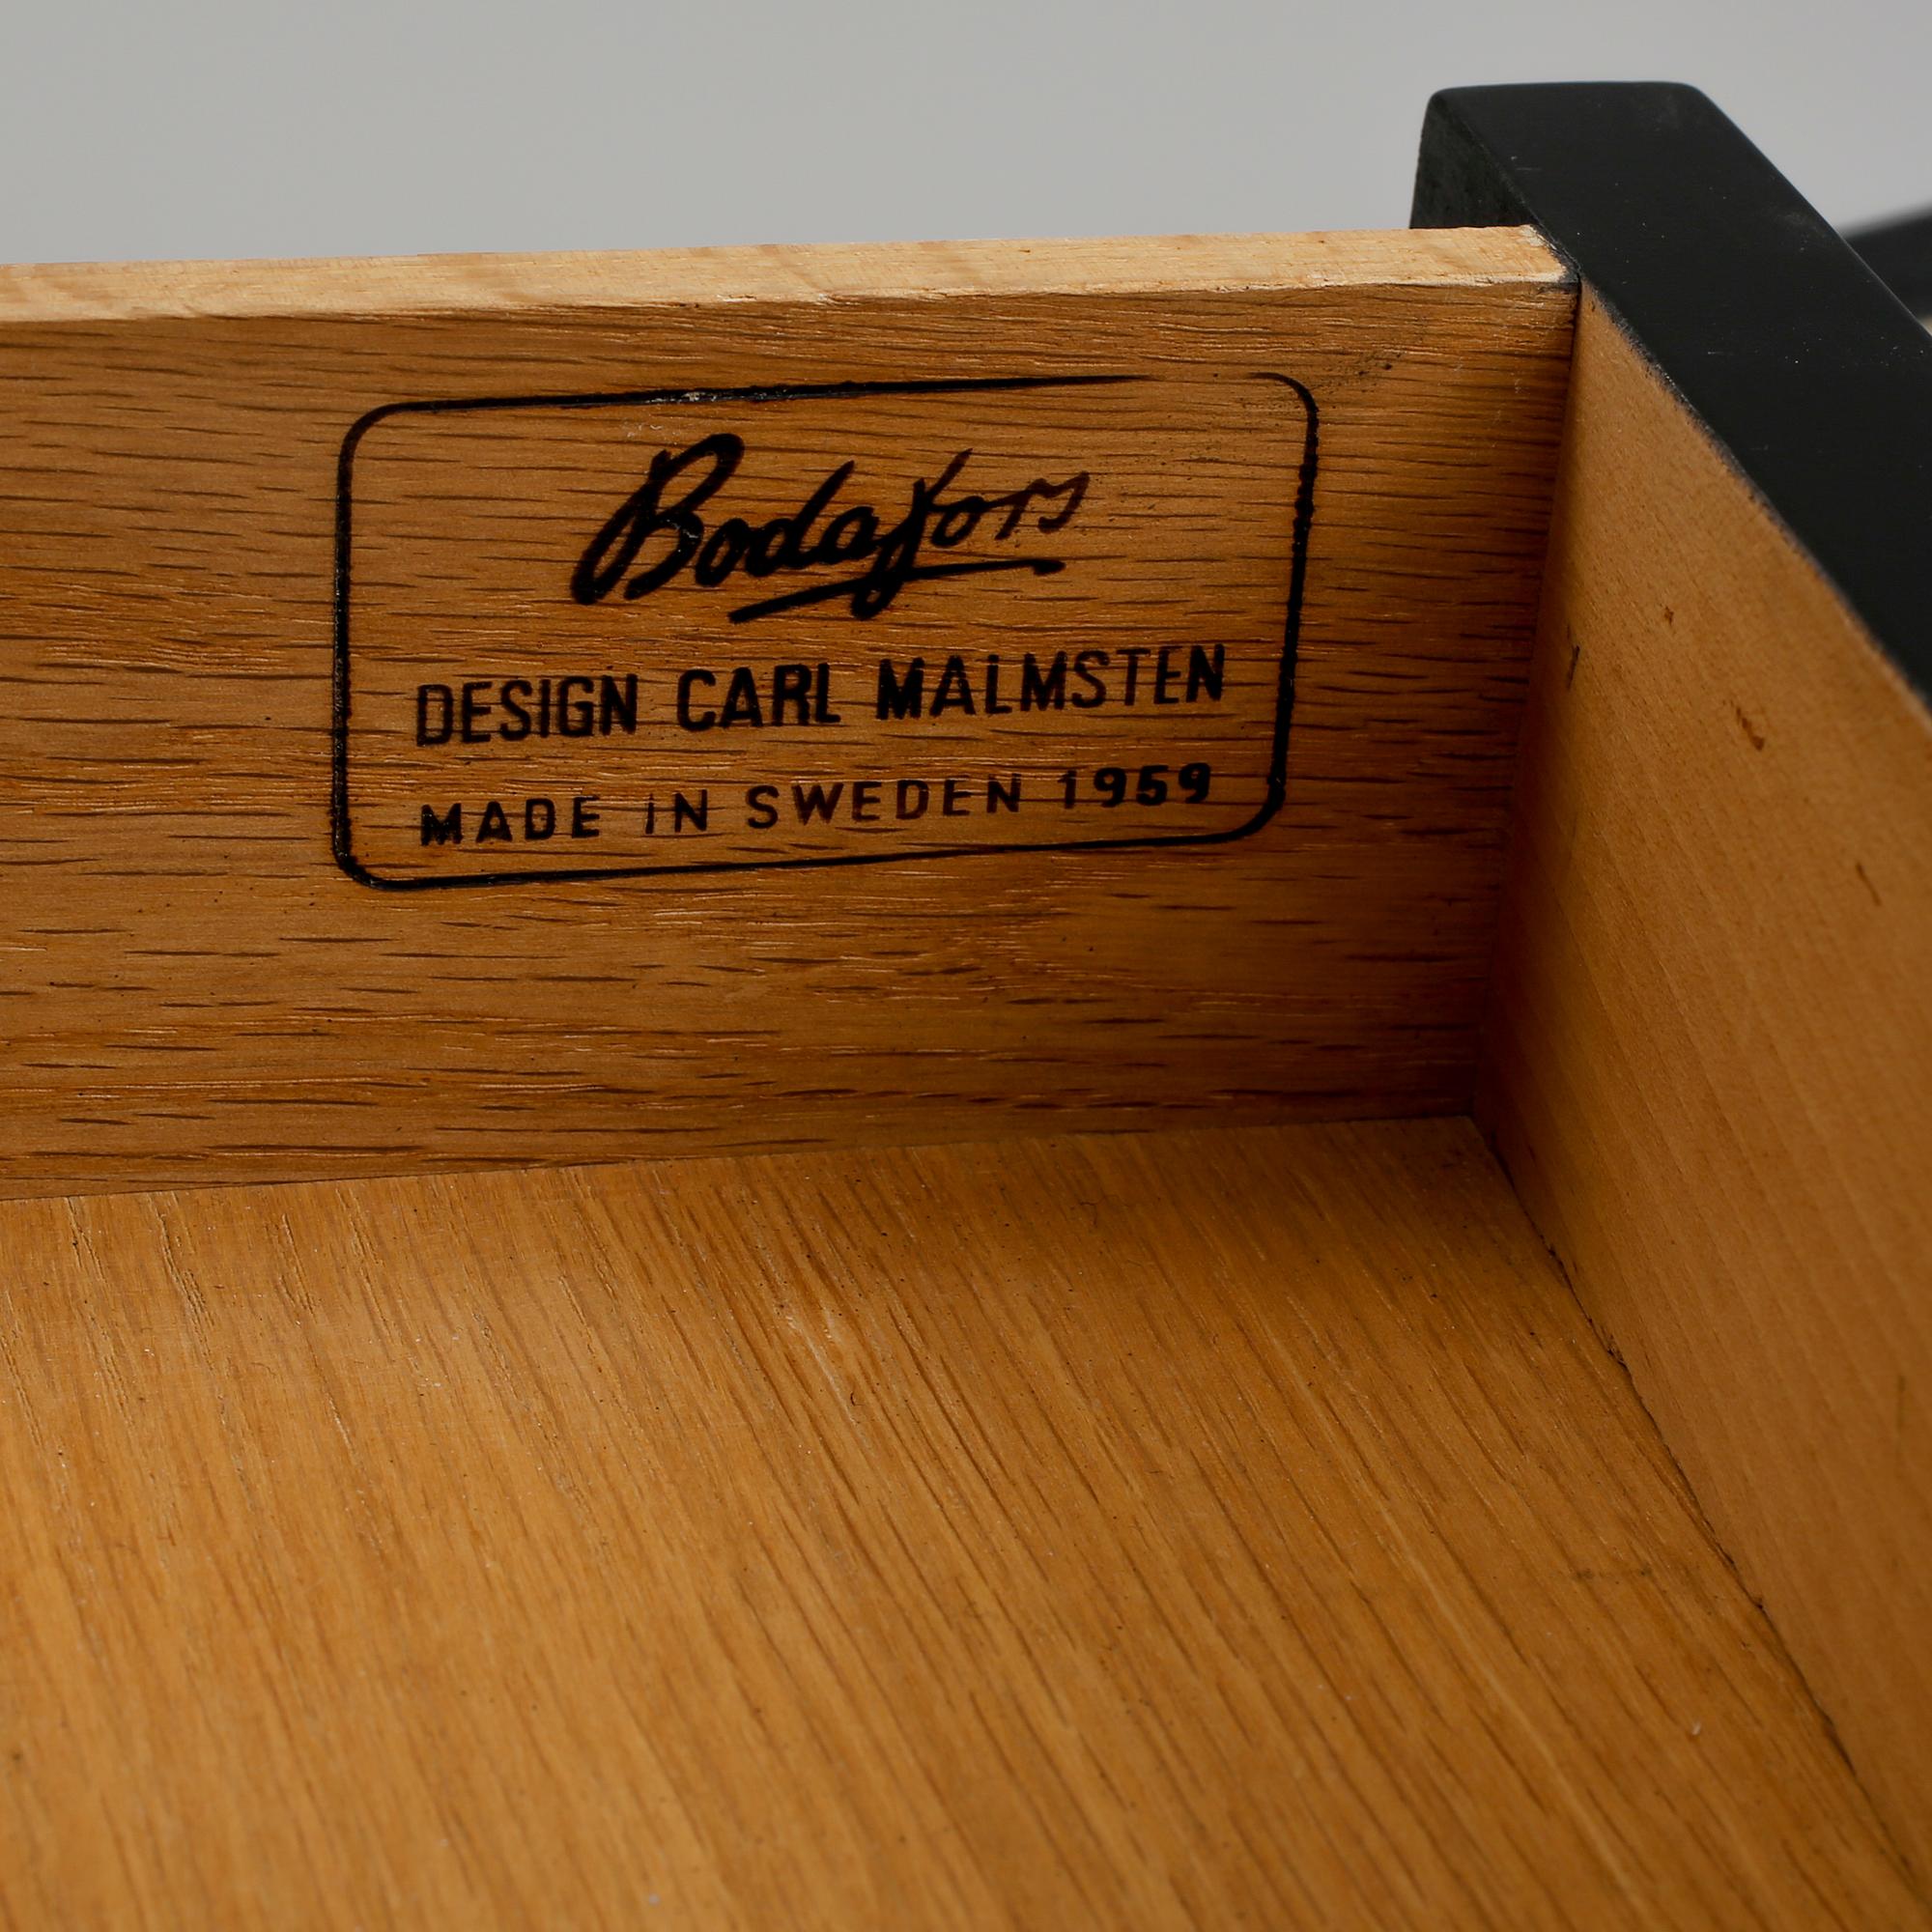 Bodafors
DESIGN CARL MALMSTEN
MADE IN SWEDEN 1959